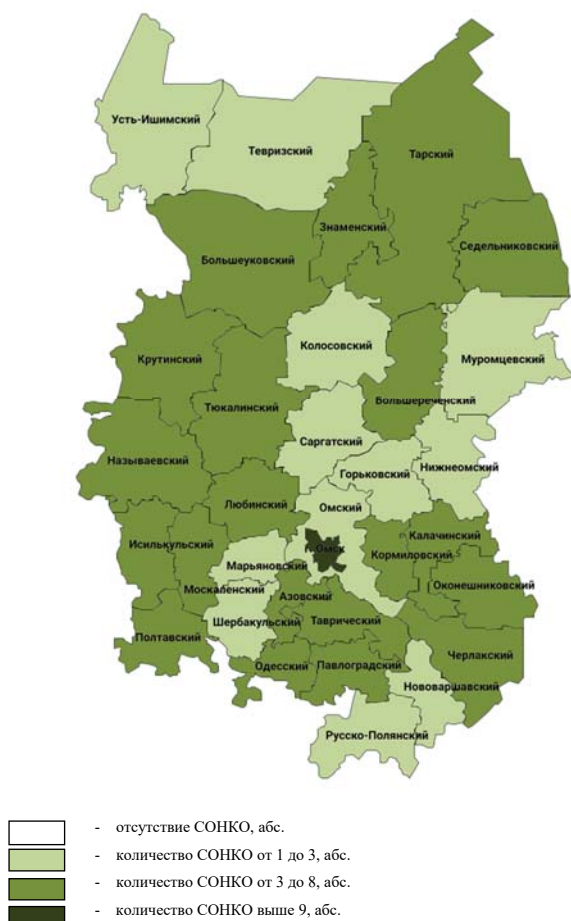 Усть-Ишимский
Тевризский
Тарский
Знаменский
Седельниковский
Большеуковский
Колосовский
Крутинский
Муромцевский
Большереченский
Тюкалинский
Саргатский
Называевский
Горьковский
Нижнеомский
Любинский
Омский
Исилькульский
г.Омск
Калачинский
Кормиловский
Марьяновский
Москаленский
Оконешниковский
Азовский
Шербакульский
Таврический
Полтавский
Черлакский
Одесский
Павлоградский
Нововаршавский
Русско-Полянский
- отсутствие СОНКО, абс.
- количество СОНКО от 1 до 3, абс.
- количество СОНКО от 3 до 8, абс.
- количество СОНКО выше 9, абс.